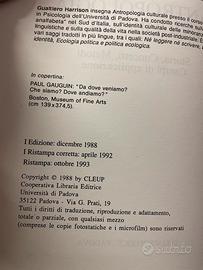 Gualtiero Harrison insegna Antropologia culturale presso il corso
in Psicologia dell'Università di Padova. Ha condotto ricerche su
nalfabeta" nel Sud d'Italia, sull'identità culturale delle minoranze
linguistiche e sulla qualità della vita nella società post-industriale. È
vari saggi tradotti in più lingue, tra i quali: Né leggere né scrivere,
identità, Ecologia politica e politica ecologica.
In copertina:
PAUL GAUGUIN: "Da dove veniamo?
Che siamo? Dove andiamo?"
Boston, Museum of Fine Arts
(cm 139 x 374,5).
I Edizione: dicembre 1988
I Ristampa corretta: aprile 1992
Ristampa: ottobre 1993
Copyright © 1988 by CLEUP
Cooperativa Libraria Editrice
Università di Padova
35122 Padova - Via G. Prati, 19
Tutti i diritti di traduzione, riproduzione e adattamento,
totale o parziale, con qualsiasi mezzo
(comprese le copie fotostatiche e i microfilm) sono riservati
subito